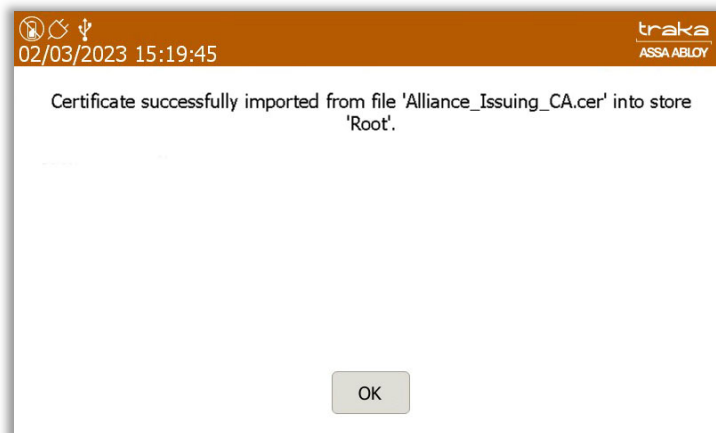 02/03/2023 15:19:45
traka
ASSA ABLOY
Certificate successfully imported from file 'Alliance_Issuing_CA.cer' into store
'Root'.
OK